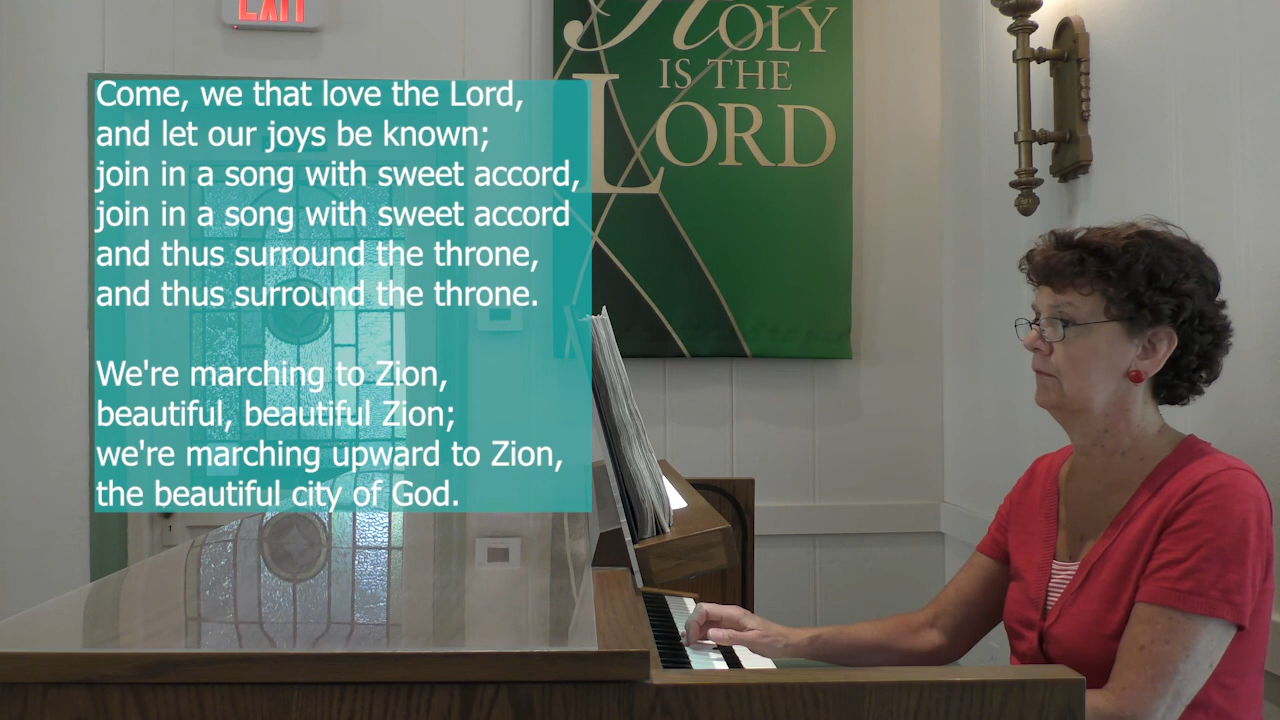 EXIT
HOLY
IS THE
LORD
Come, we that love the Lord,
and let our joys be known;
join in a song with sweet accord,
join in a song with sweet accord
and thus surround the throne,
and thus surround the throne.
We're marching to Zion,
beautiful, beautiful Zion;
we're marching upward to Zion,
the beautiful city of God.